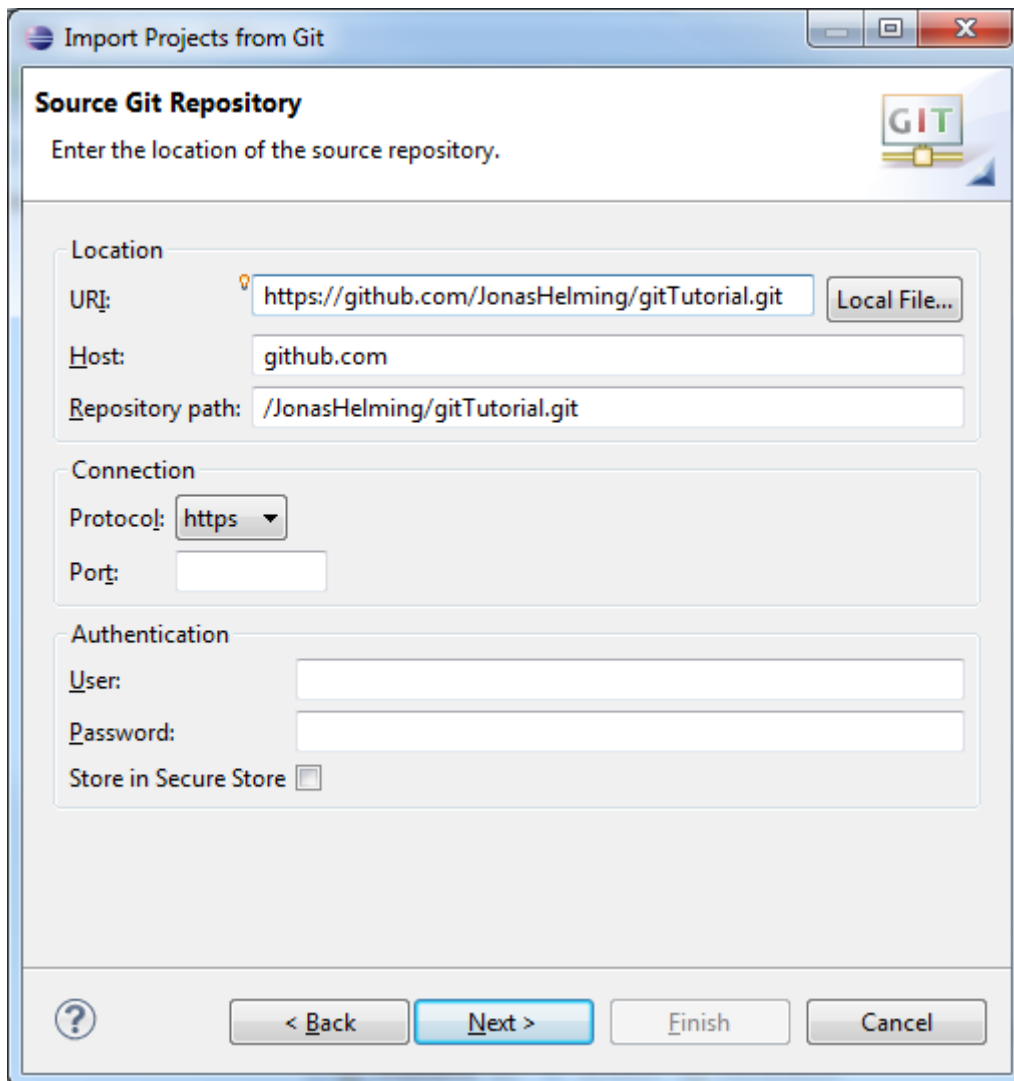 Import Projects from Git
Source Git Repository
Enter the location of the source repository.
GIT
Location
URI: https://github.com/JonasHelming/gitTutorial.git Local File...
Host: github.com
Repository path: /JonasHelming/gitTutorial.git
Connection
Protocol: https
Port:
Authentication
User:
Password:
Store in Secure Store
? < Back Next > Finish Cancel